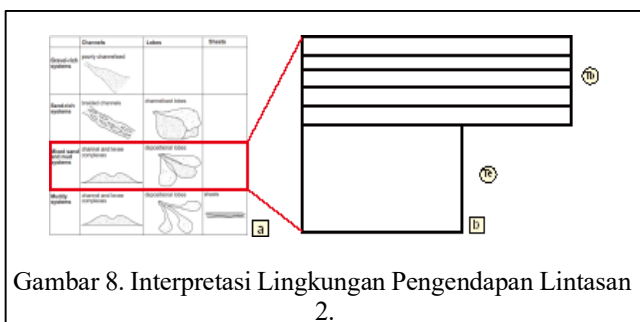 Channels Lobes Sheets
Gravel-rich systems poorly channelised
Sand-rich systems braided channels channelised lobes
Mixed sand and mud systems channel and levee complexes depositional lobes
Muddy systems channel and levee complexes depositional lobes sheets
a
Tb
Te
b
Gambar 8. Interpretasi Lingkungan Pengendapan Lintasan
2.